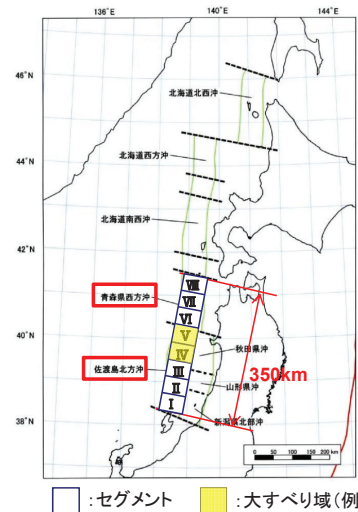 136°E
140°E
144°E
46°N
北海道北西沖
44°N
北海道西方沖
北海道南西沖
42°N
青森県西方沖
VIII
VII
VI
40°N
V
秋田県沖
佐渡島北方沖
IV
III
350km
II
山形県沖
I
38°N
新潟県北部沖
0 50 100 150 200 km
136°E
140°E
144°E
:セグメント
:大すべり域(例